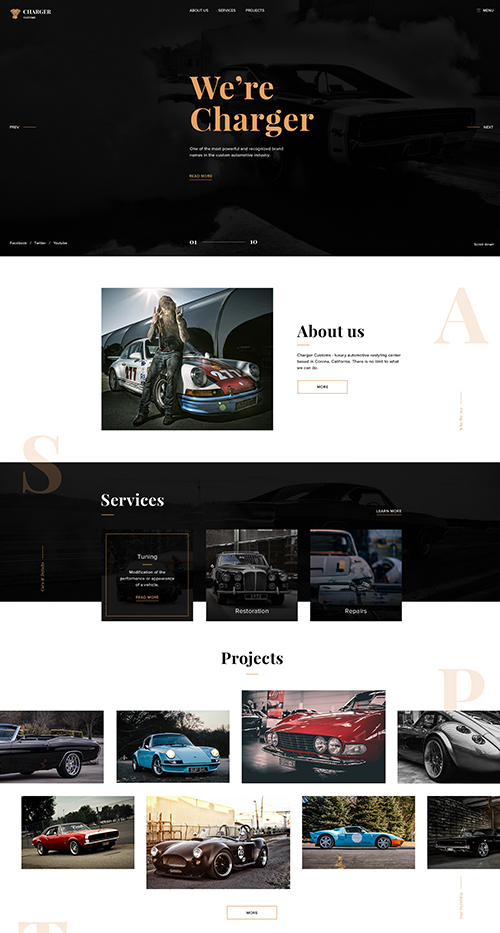 CHARGER
CUSTOMS
ABOUT US SERVICES PROJECTS
MENU
We're
Charger
PREV
NEXT
One of the most powerful and recognized brand
names in the custom automotive industry.
READ MORE
Facebook / Twitter / Youtube
01 10
Scroll down
A
277
277
About us
Charger Customs - luxury automotive restyling center
based in Corona, California. There is no limit to what
we can do.
MORE
Who We Are
S
Services
LEARN MORE
Tuning
Modification of the
performance or appearance
of a vehicle.
READ MORE
Restoration
Repairs
Projects
P
MORE
T